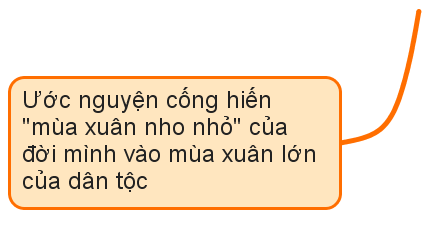 Ước nguyện cống hiến
"mùa xuân nho nhỏ" của
đời mình vào mùa xuân lớn
của dân tộc